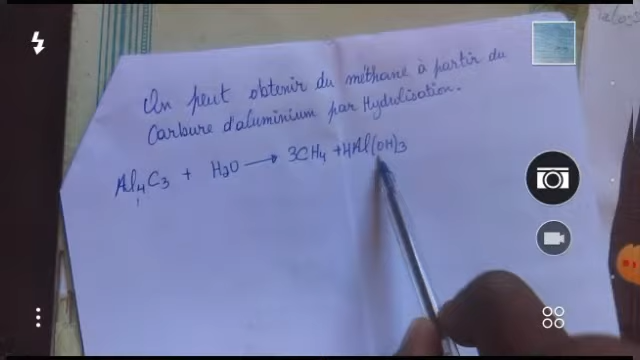 On peut obtenir du méthane à partir du
Carbure d'aluminium par Hydrolisation.
Al4C3 + H2O → 3CH4 + 4Al(OH)3